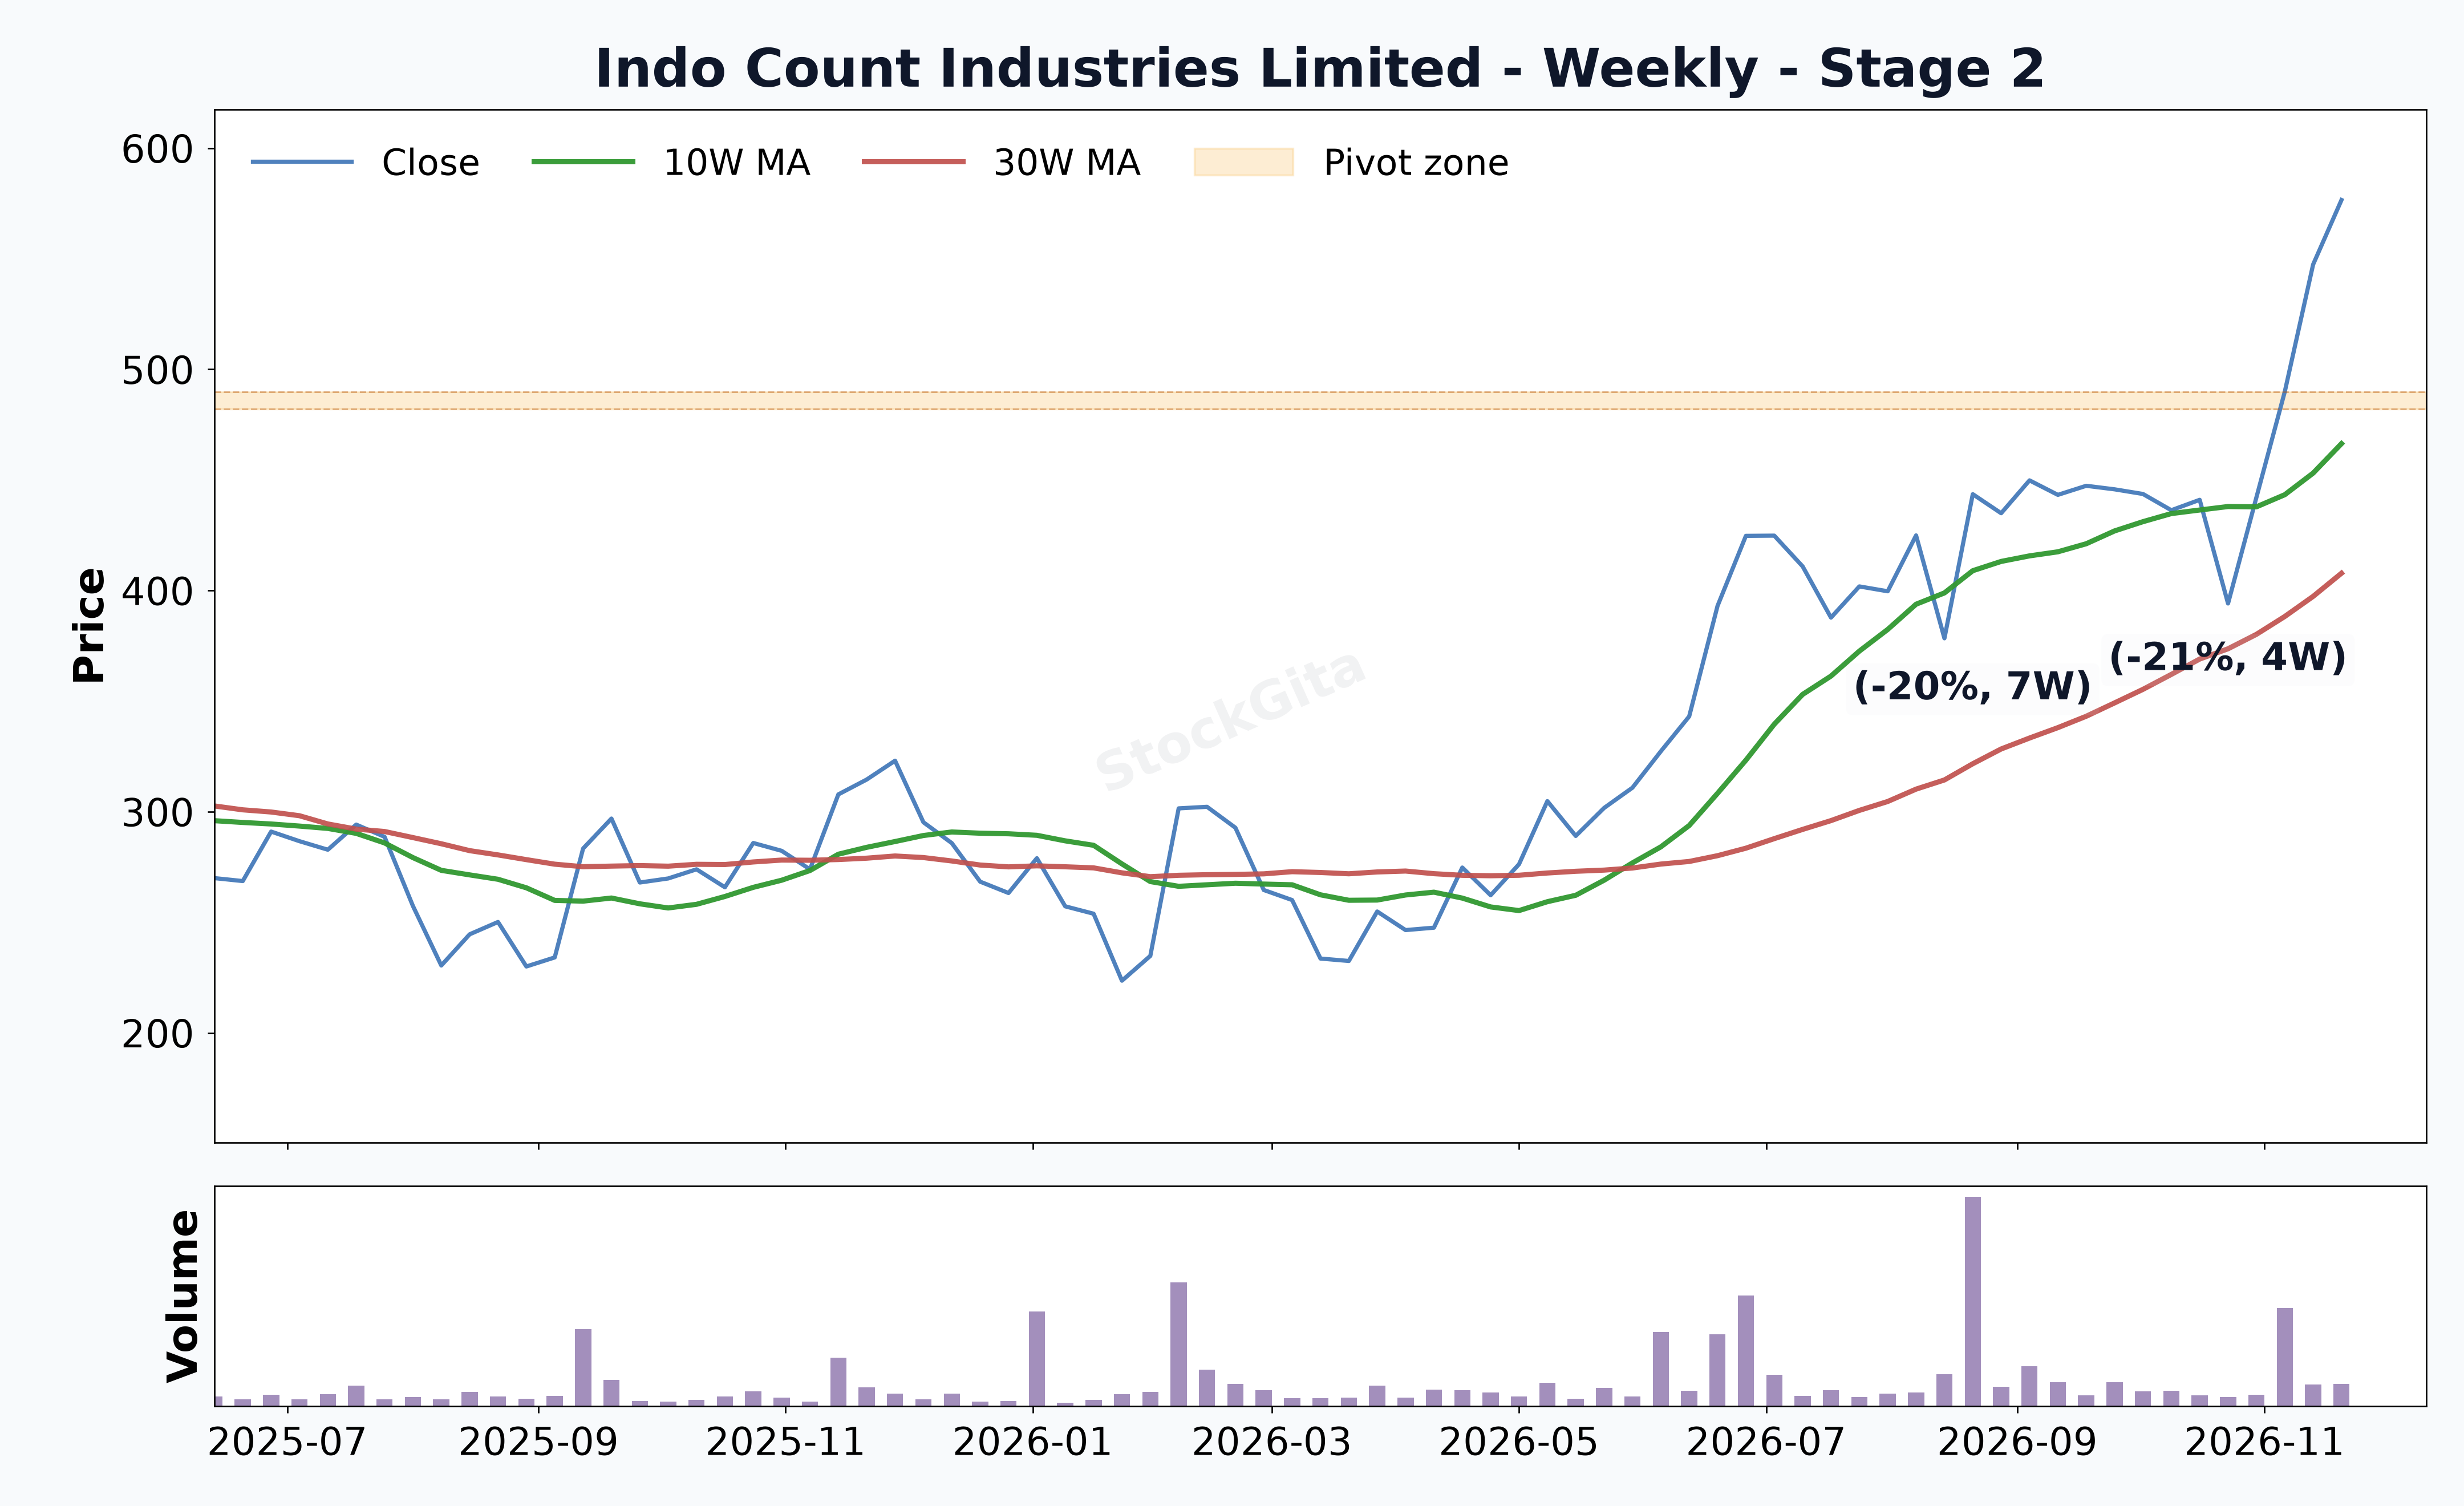 Indo Count Industries Limited - Weekly - Stage 2
Close 10W MA 30W MA Pivot zone
600
500
400
300
200
Price
(-20%, 7W)
(-21%, 4W)
StockGita
Volume
2025-07 2025-09 2025-11 2026-01 2026-03 2026-05 2026-07 2026-09 2026-11